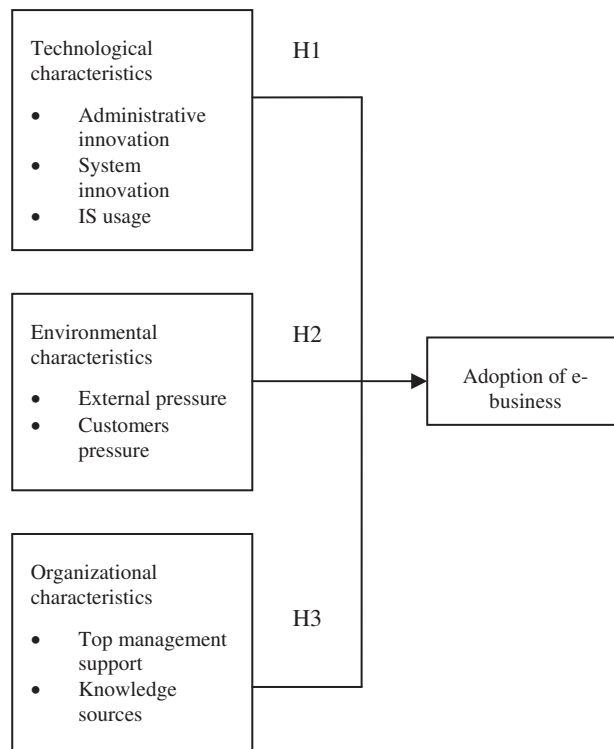 Technological
characteristics
• Administrative
innovation
• System
innovation
• IS usage
H1
Environmental
characteristics
• External pressure
• Customers
pressure
H2
Adoption of e-
business
Organizational
characteristics
• Top management
support
• Knowledge
sources
H3